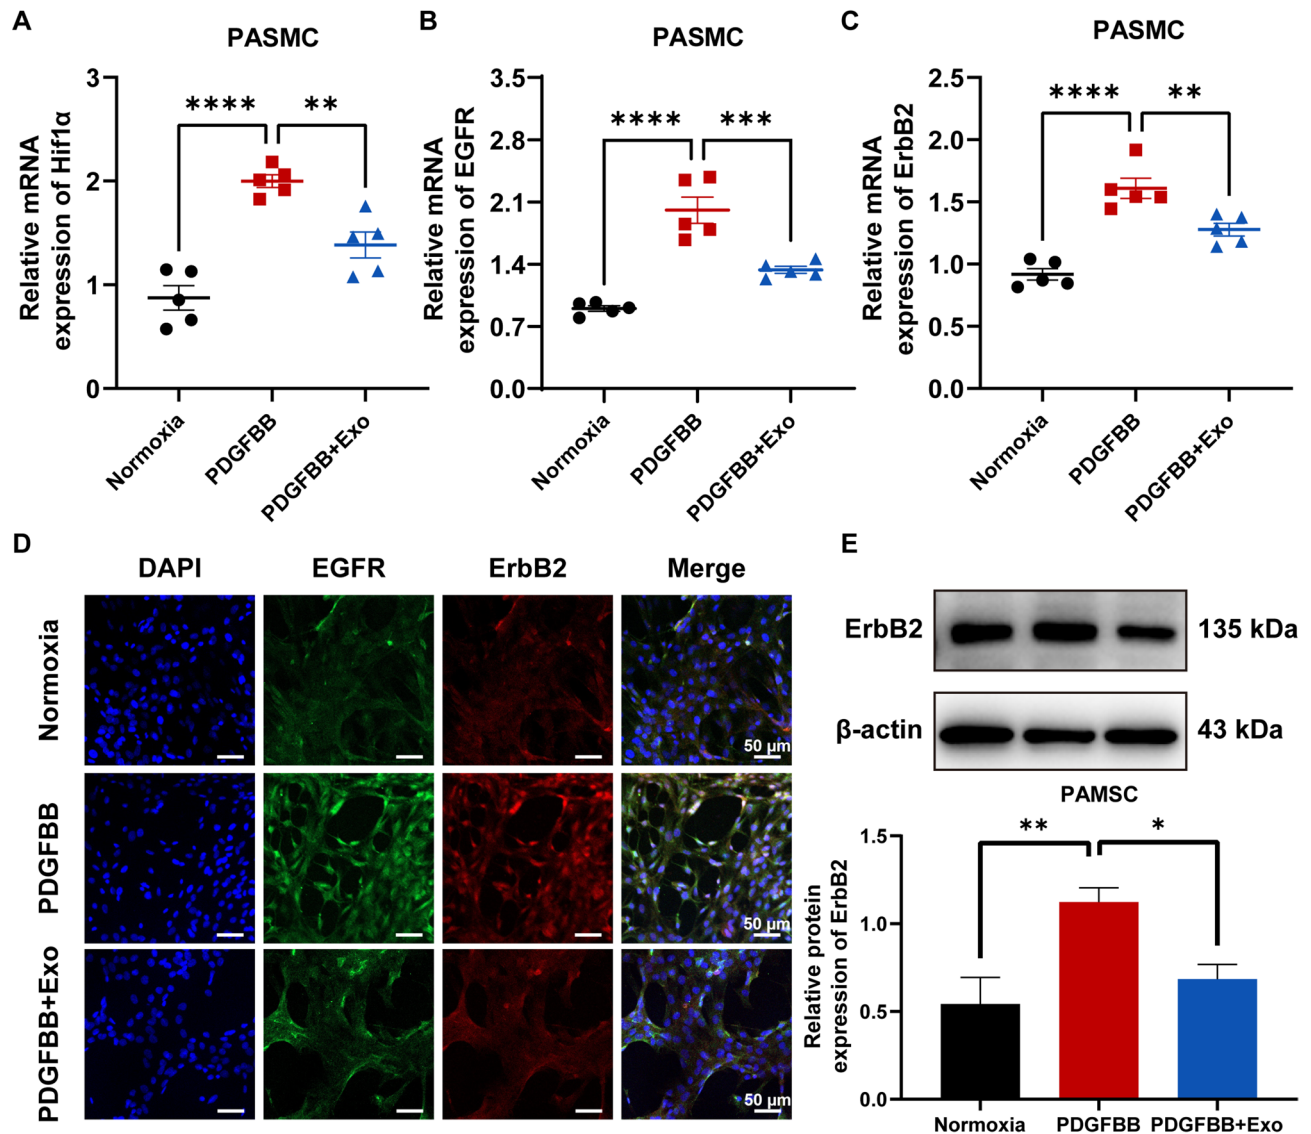 A
PASMC
Relative mRNA
expression of Hif1α
3
2
1
0
****
**
Normoxia
PDGFBB
PDGFBB+Exo
B
PASMC
Relative mRNA
expression of EGFR
3.5
2.8
2.1
1.4
0.7
0.0
****
***
Normoxia
PDGFBB
PDGFBB+Exo
C
PASMC
Relative mRNA
expression of ErbB2
2.5
2.0
1.5
1.0
0.5
0.0
****
**
Normoxia
PDGFBB
PDGFBB+Exo
D
DAPI
EGFR
ErbB2
Merge
Normoxia
50 μm
PDGFBB
50 μm
PDGFBB+Exo
50 μm
E
ErbB2
135 kDa
β-actin
43 kDa
PAMSC
Relative protein
expression of ErbB2
1.5
1.0
0.5
0.0
**
*
Normoxia
PDGFBB
PDGFBB+Exo